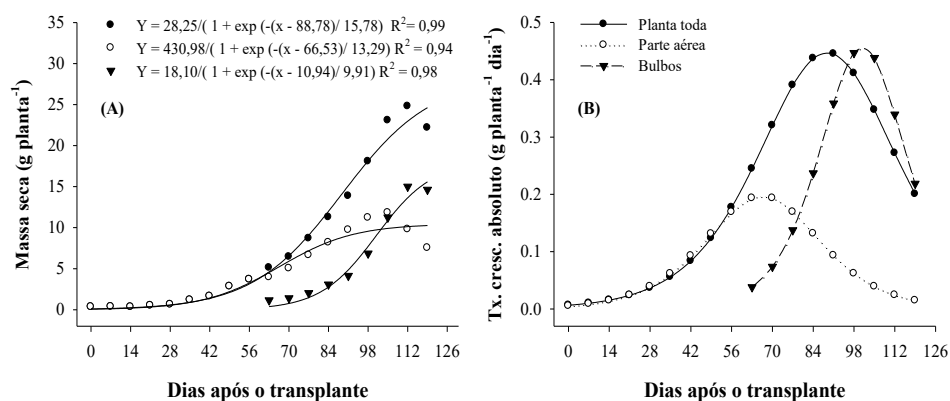 Y = 28,25/( 1 + exp (-(x - 88,78)/ 15,78) R²= 0,99
Y = 430,98/( 1 + exp (-(x - 66,53)/ 13,29) R² = 0,94
Y = 18,10/( 1 + exp (-(x - 10,94)/ 9,91) R² = 0,98
(A)
Massa seca (g planta⁻¹)
35
30
25
20
15
10
5
0
0 14 28 42 56 70 84 98 112 126
Dias após o transplante
Planta toda
Parte aérea
Bulbos
(B)
Tx. cresc. absoluto (g planta⁻¹ dia⁻¹)
0.5
0.4
0.3
0.2
0.1
0.0
0 14 28 42 56 70 84 98 112 126
Dias após o transplante